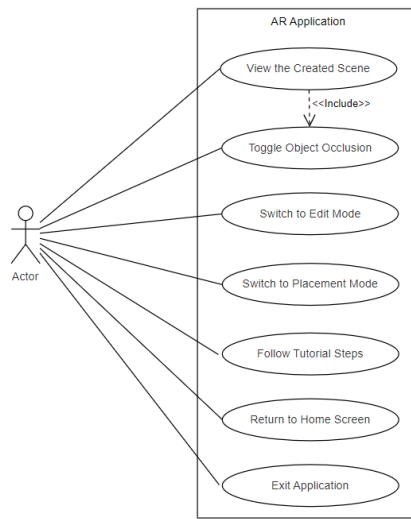 AR Application
View the Created Scene
<<Include>>
Toggle Object Occlusion
Switch to Edit Mode
Actor
Switch to Placement Mode
Follow Tutorial Steps
Return to Home Screen
Exit Application